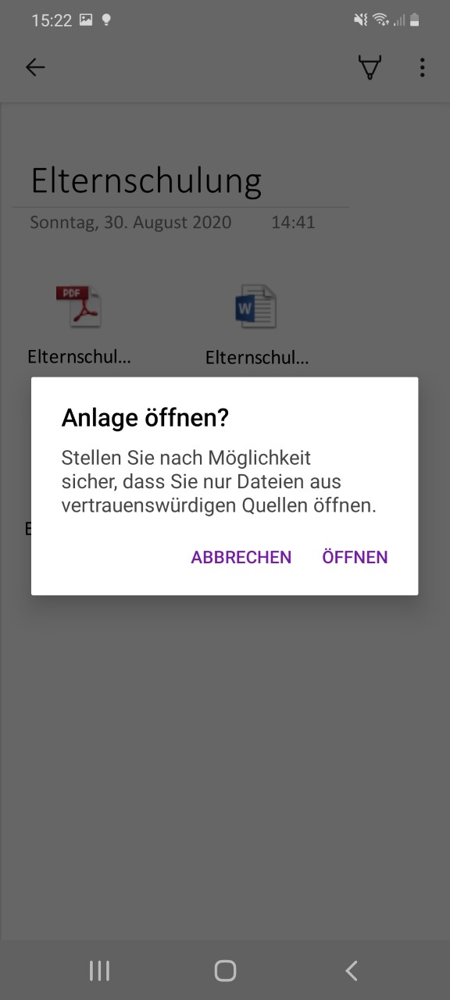 15:22
Elternschulung
Sonntag, 30. August 2020 14:41
PDF W
Elternschul... Elternschul...
Anlage öffnen?
Stellen Sie nach Möglichkeit
sicher, dass Sie nur Dateien aus
vertrauenswürdigen Quellen öffnen.
E
ABBRECHEN ÖFFNEN